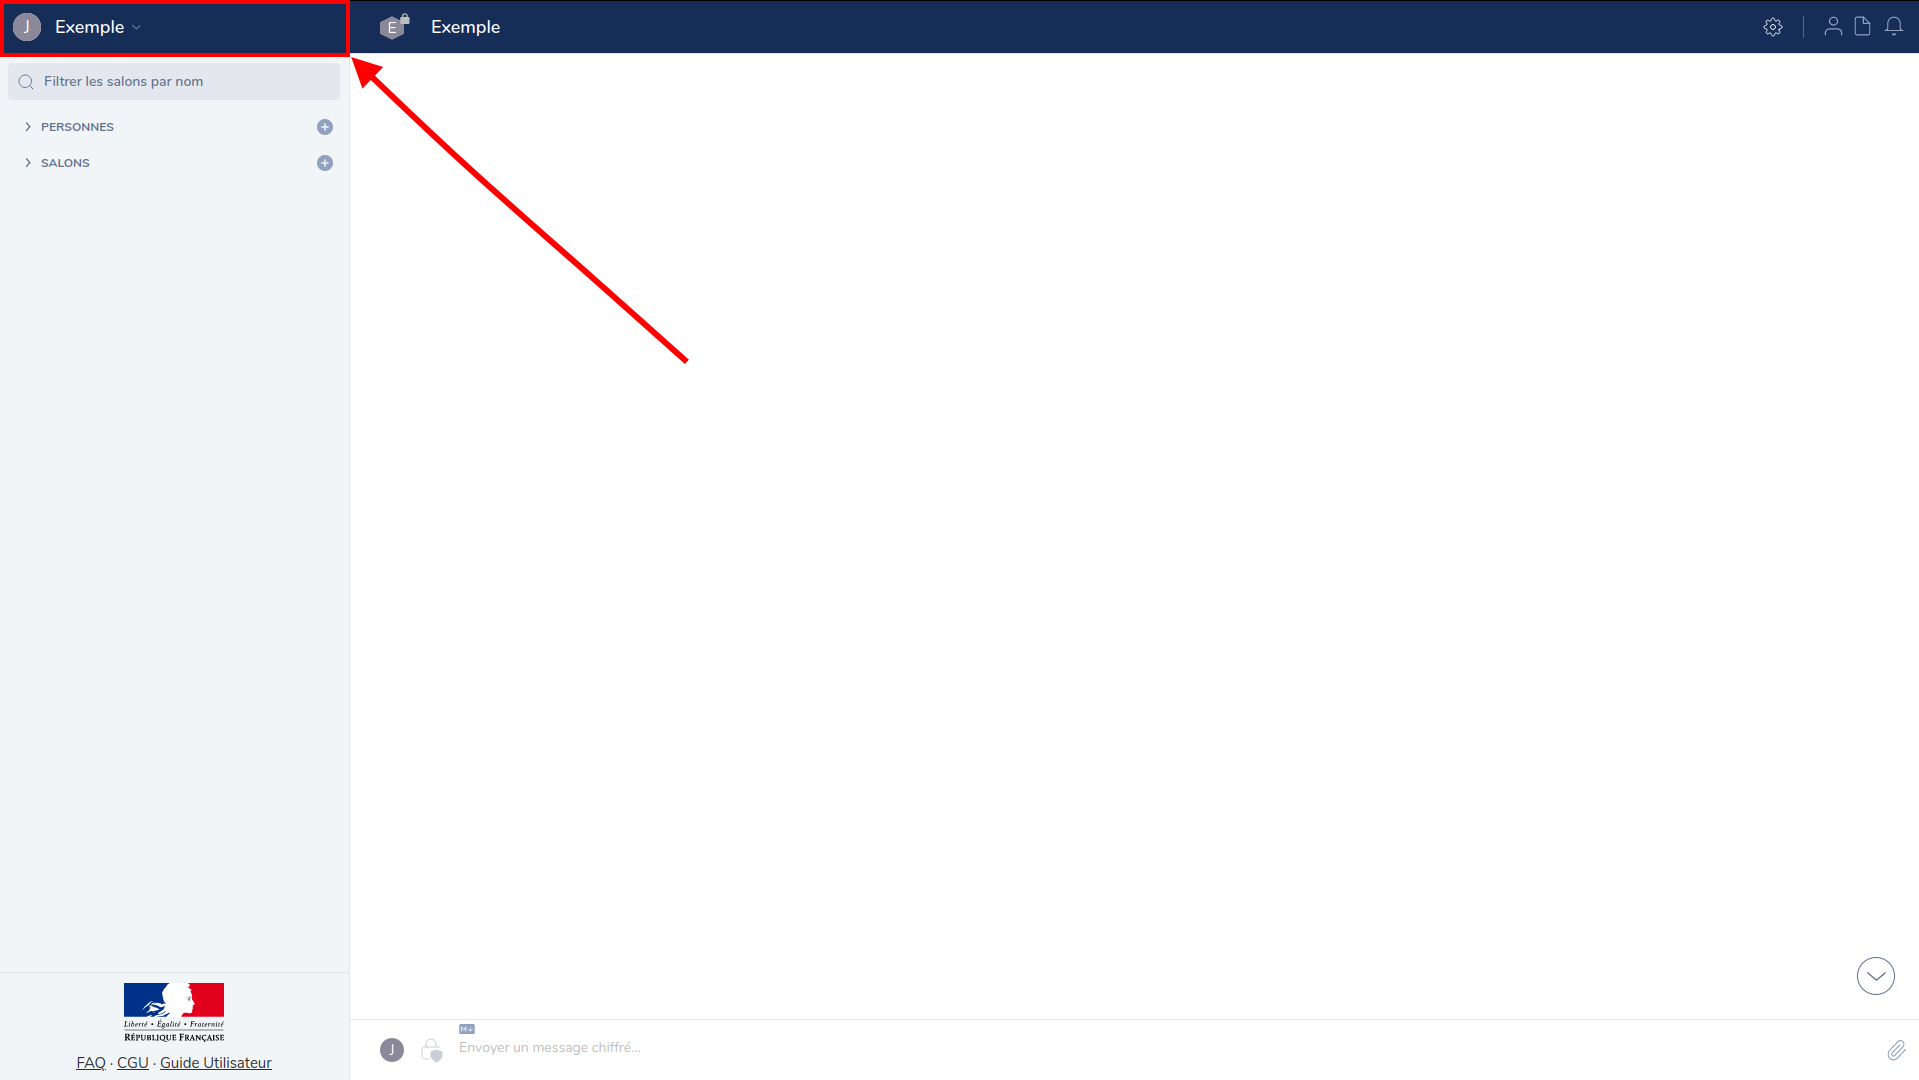 J Exemple
E Exemple
Filtrer les salons par nom
PERSONNES
SALONS
Liberté • Égalité • Fraternité
RÉPUBLIQUE FRANÇAISE
FAQ · CGU · Guide Utilisateur
M↓
J Envoyer un message chiffré...